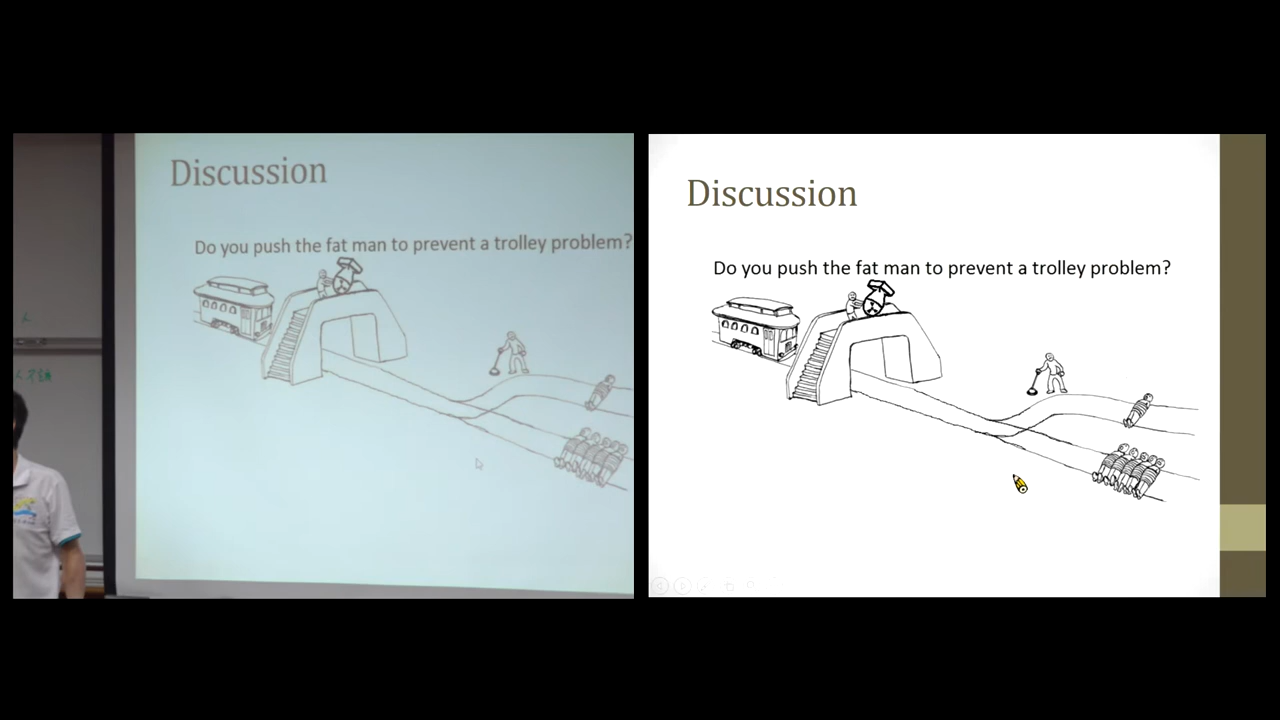 Discussion
Do you push the fat man to prevent a trolley problem?
Discussion
Do you push the fat man to prevent a trolley problem?